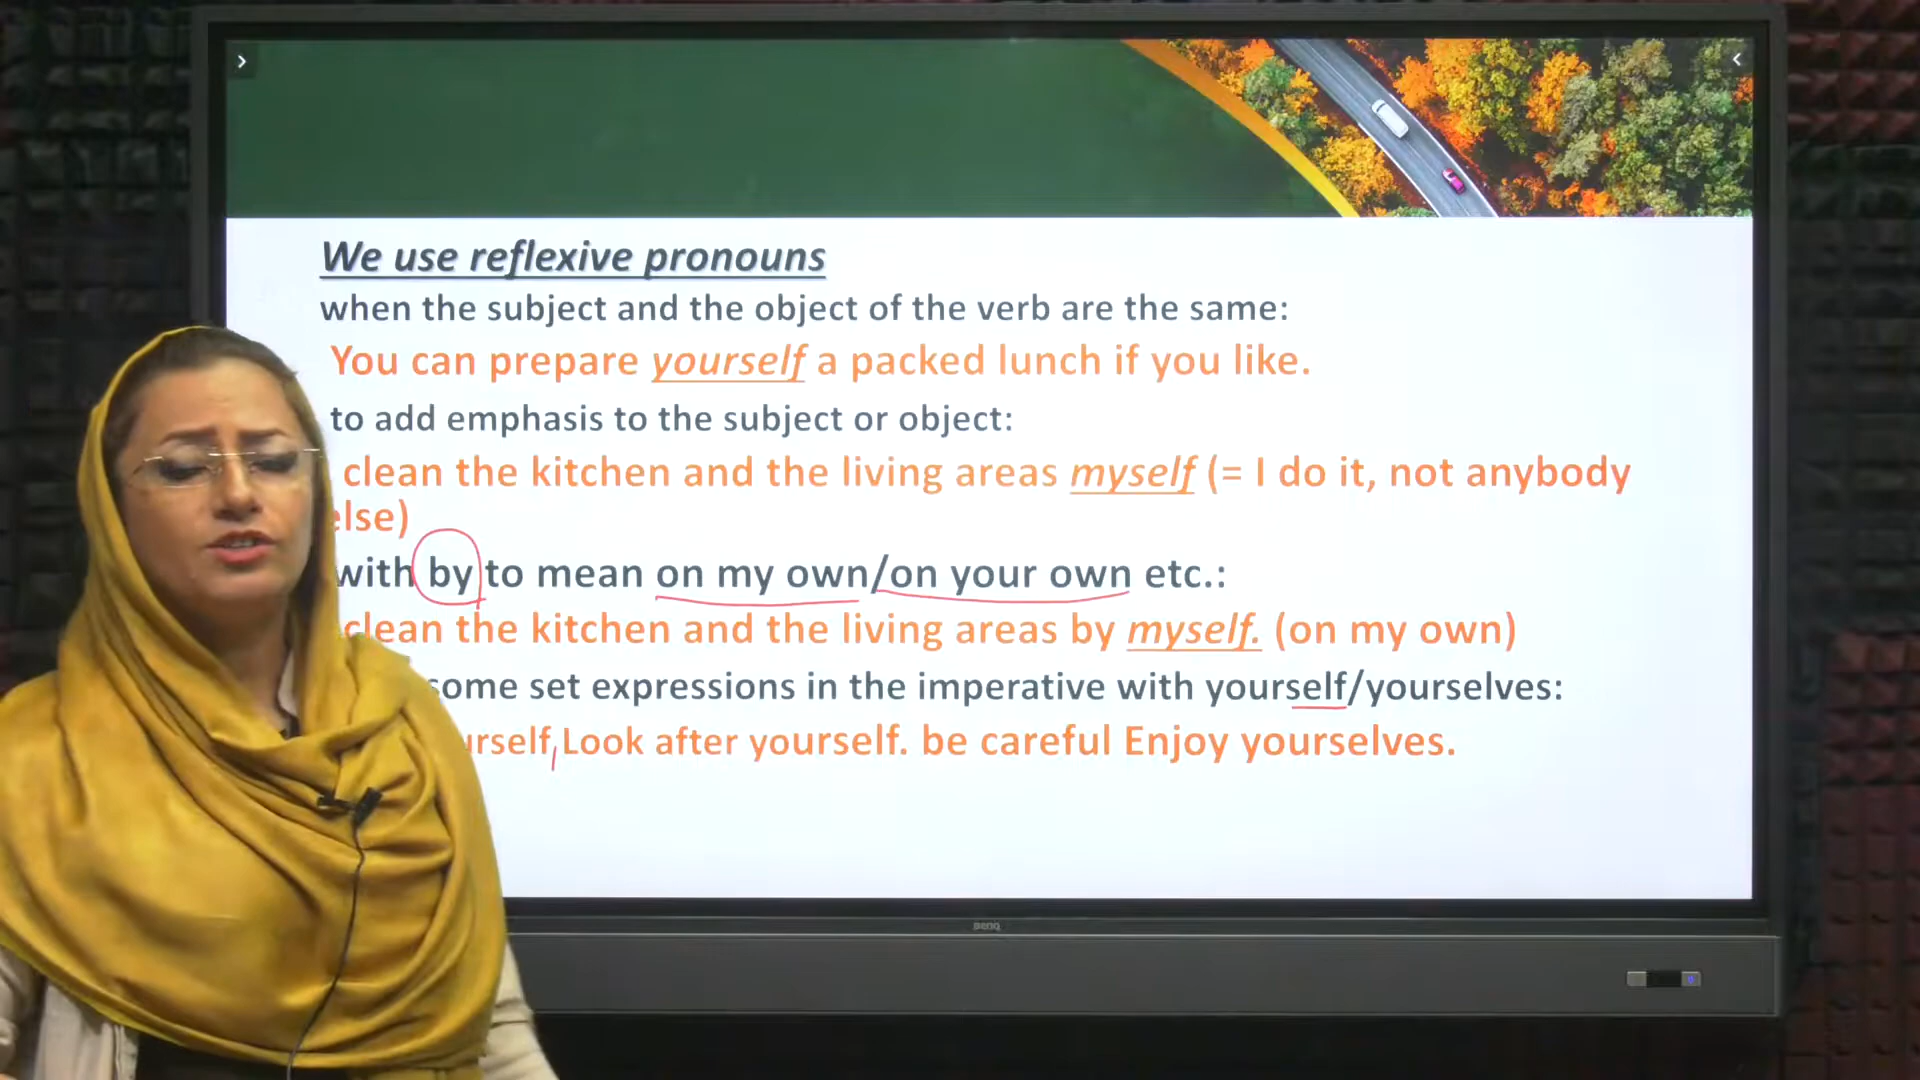 We use reflexive pronouns
when the subject and the object of the verb are the same:
You can prepare yourself a packed lunch if you like.
to add emphasis to the subject or object:
clean the kitchen and the living areas myself (= I do it, not anybody
else)
with by to mean on my own/on your own etc.:
clean the kitchen and the living areas by myself. (on my own)
some set expressions in the imperative with yourself/yourselves:
Look after yourself. be careful Enjoy yourselves.
BenQ